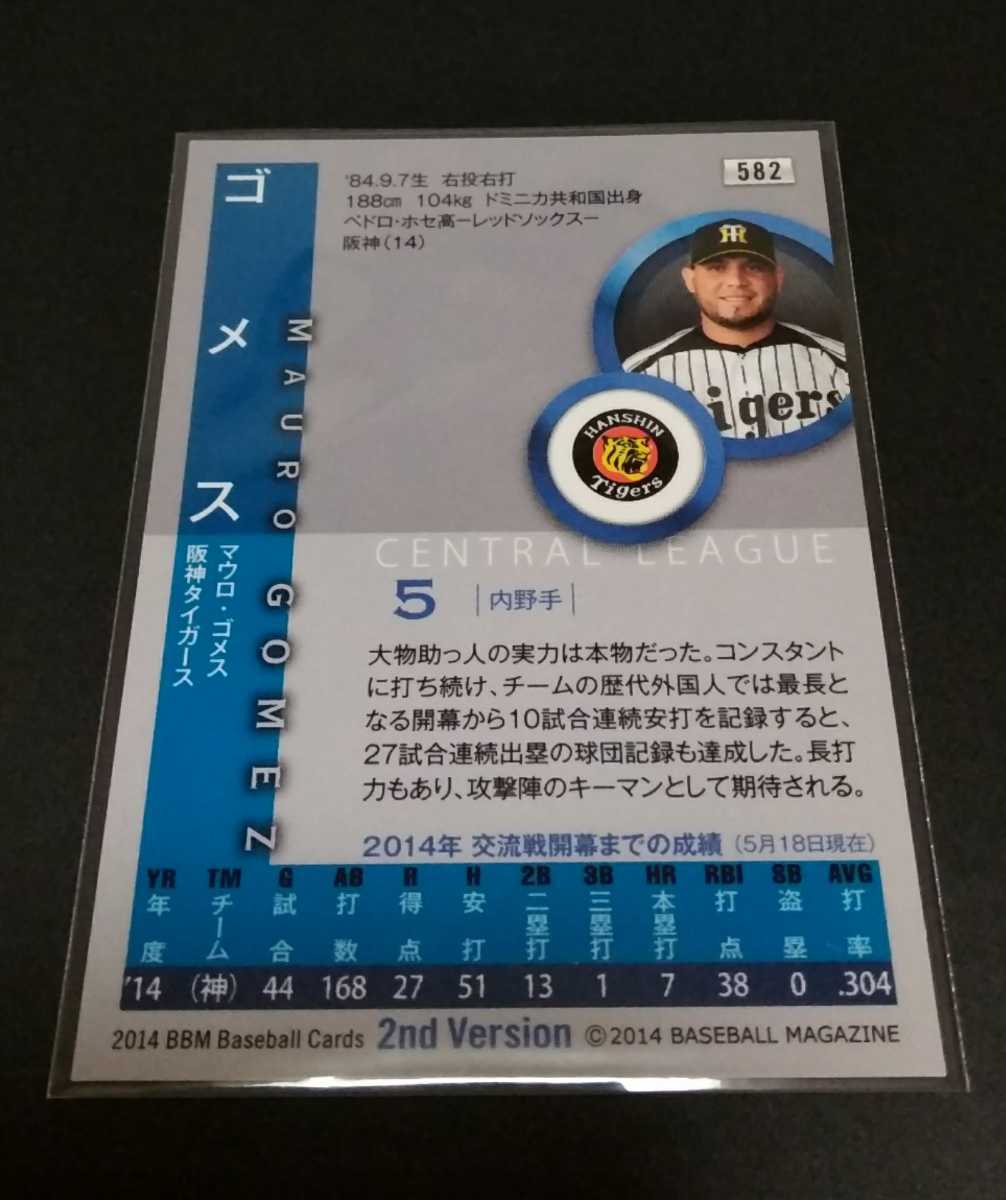 582
'84.9.7生 右投右打
188㎝ 104㎏ ドミニカ共和国出身
ペドロ・ホセ高ーレッドソックスー
阪神(14)
ゴメス
MAURO GOMEZ
マウロ・ゴメス
阪神タイガース
TH
Tigers
HANSHIN
Tigers
CENTRAL LEAGUE
5 |内野手|
大物助っ人の実力は本物だった。コンスタント
に打ち続け、チームの歴代外国人では最長と
なる開幕から10試合連続安打を記録すると、
27試合連続出塁の球団記録も達成した。長打
力もあり、攻撃陣のキーマンとして期待される。
2014年 交流戦開幕までの成績 (5月18日現在)
YR TM G AB R H 2B 3B HR RBI SB AVG
年度 チーム 試合 打数 得点 安打 二塁打 三塁打 本塁打 打点 盗塁 打率
'14 (神) 44 168 27 51 13 1 7 38 0 .304
2014 BBM Baseball Cards 2nd Version ©2014 BASEBALL MAGAZINE